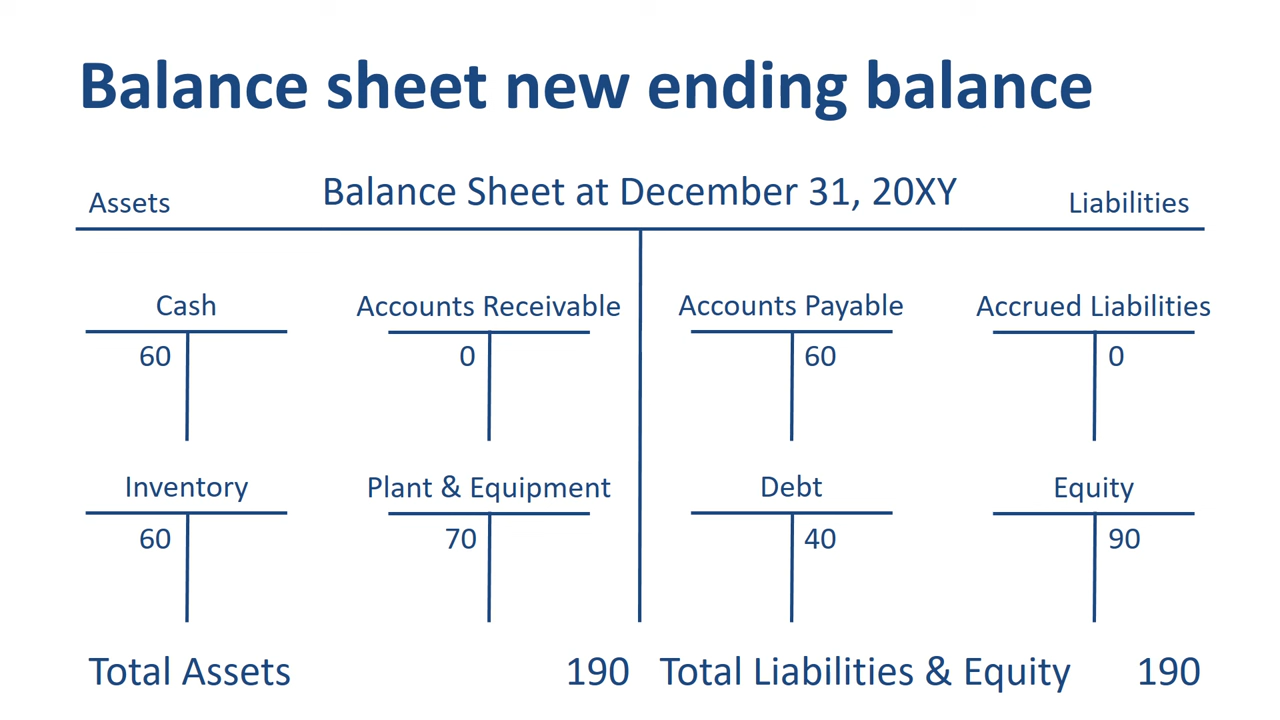 Balance sheet new ending balance
Assets Balance Sheet at December 31, 20XY Liabilities
Cash Accounts Receivable Accounts Payable Accrued Liabilities
60 0 60 0
Inventory Plant & Equipment Debt Equity
60 70 40 90
Total Assets 190 Total Liabilities & Equity 190